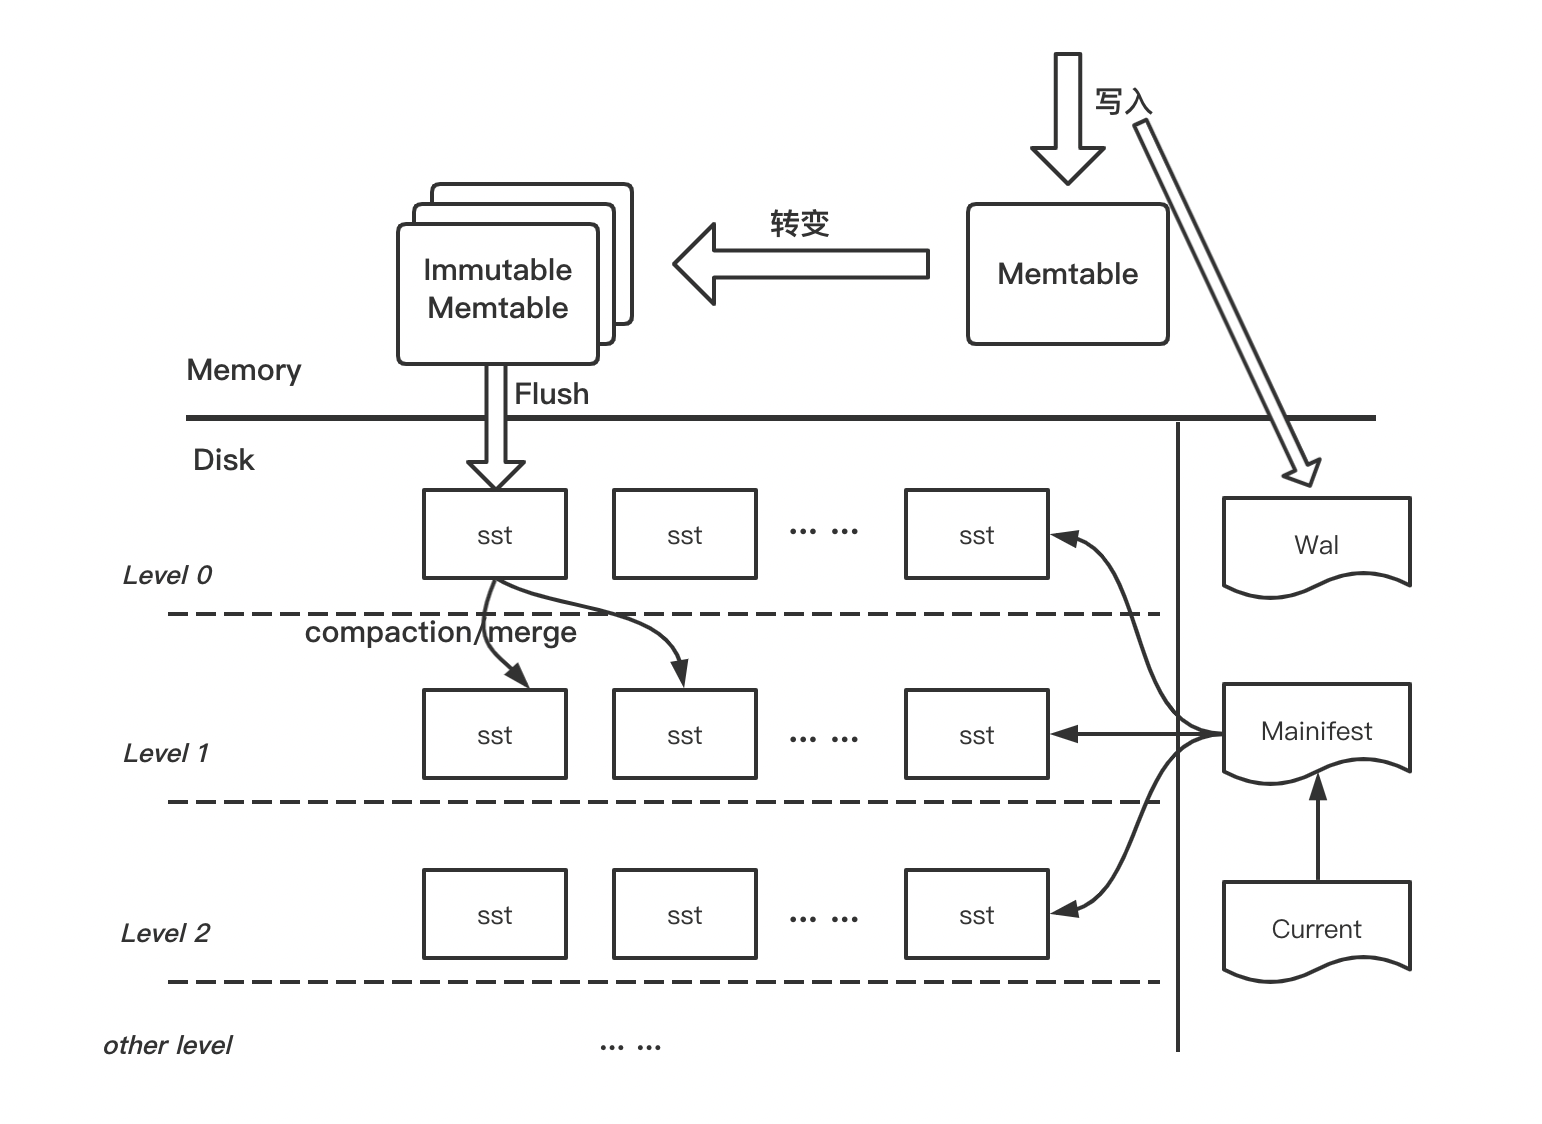 写入
转变
Immutable
Memtable
Memtable
Memory
Flush
Disk
sst
sst
... ...
sst
Wal
Level 0
compaction/merge
sst
sst
... ...
sst
Mainifest
Level 1
sst
sst
... ...
sst
Current
Level 2
other level
... ...